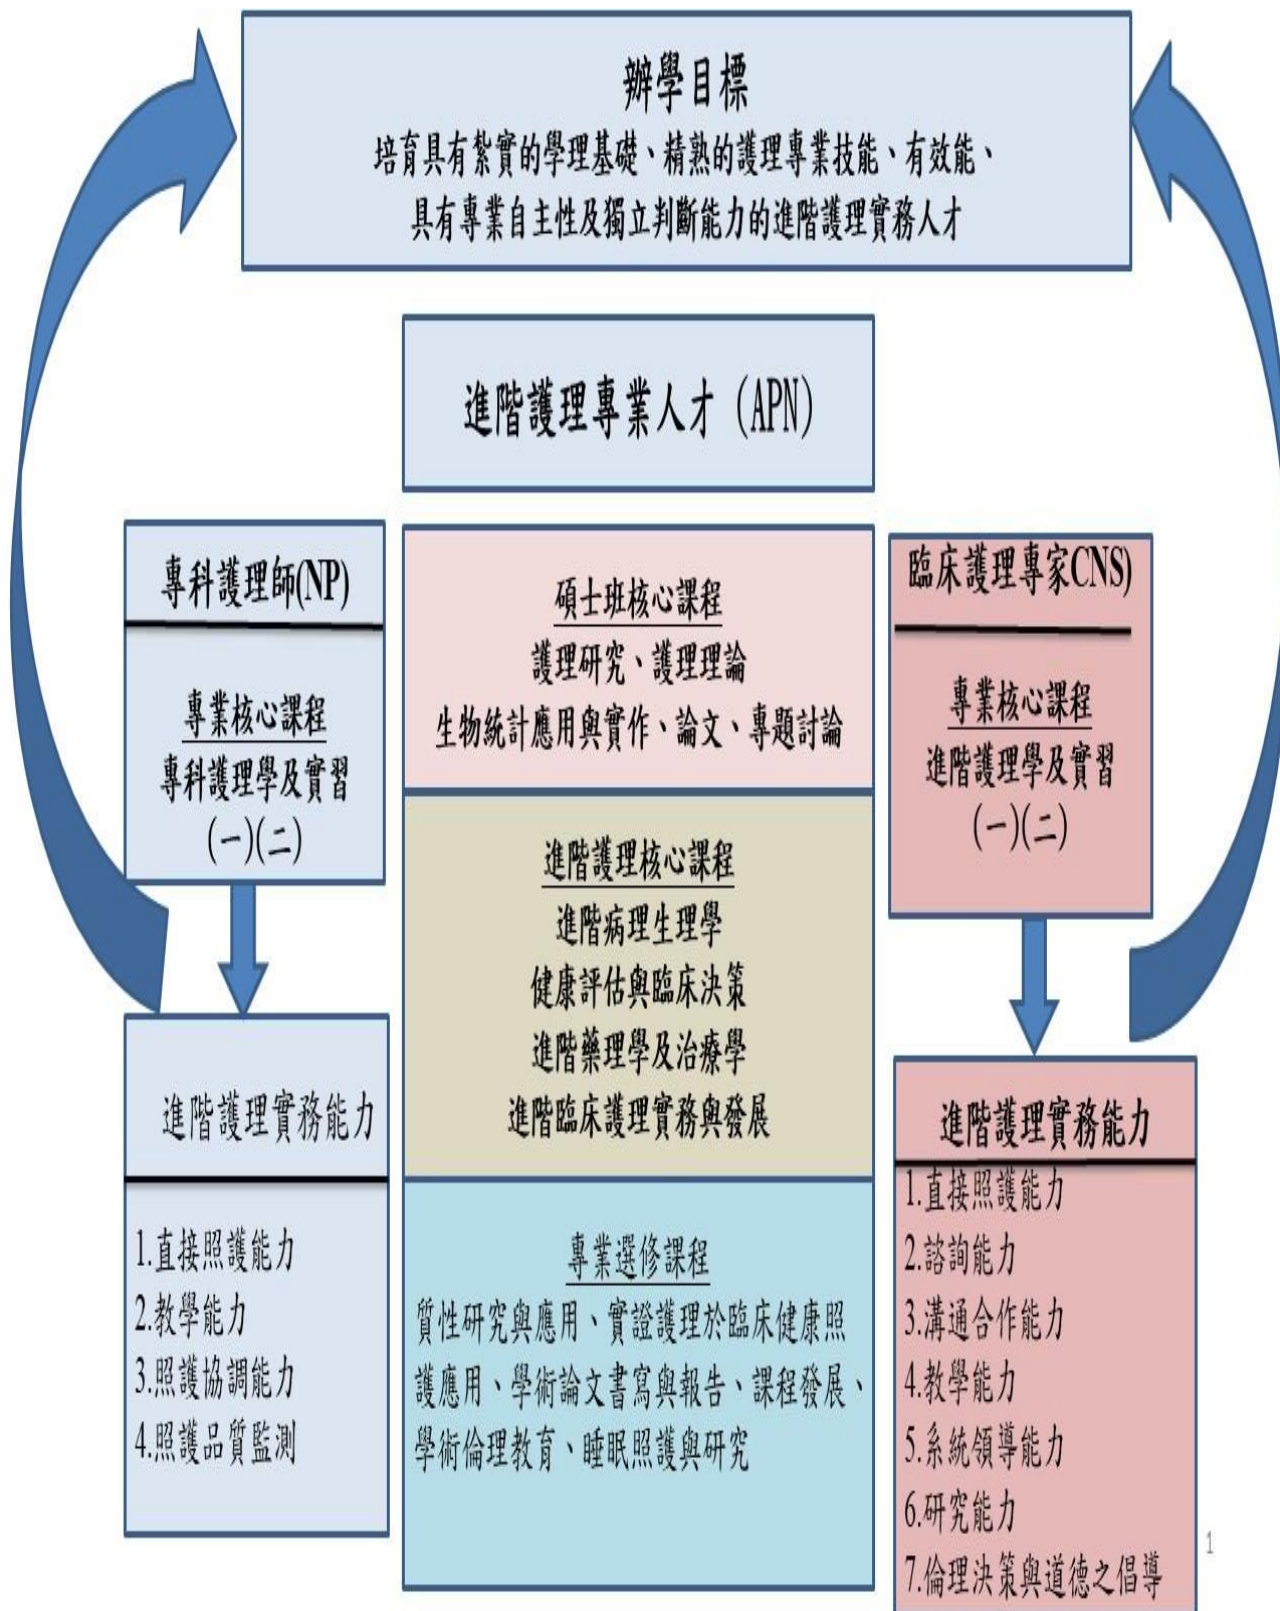 辦學目標
培育具有紮實的學理基礎、精熟的護理專業技能、有效能、
具有專業自主性及獨立判斷能力的進階護理實務人才
進階護理專業人才 (APN)
專科護理師(NP)
專業核心課程
專科護理學及實習
(一)(二)
進階護理實務能力
1.直接照護能力
2.教學能力
3.照護協調能力
4.照護品質監測
碩士班核心課程
護理研究、護理理論
生物統計應用與實作、論文、專題討論
進階護理核心課程
進階病理生理學
健康評估與臨床決策
進階藥理學及治療學
進階臨床護理實務與發展
專業選修課程
質性研究與應用、實證護理於臨床健康照
護應用、學術論文書寫與報告、課程發展、
學術倫理教育、睡眠照護與研究
臨床護理專家CNS)
專業核心課程
進階護理學及實習
(一)(二)
進階護理實務能力
1.直接照護能力
2.諮詢能力
3.溝通合作能力
4.教學能力
5.系統領導能力
6.研究能力
7.倫理決策與道德之倡導
1